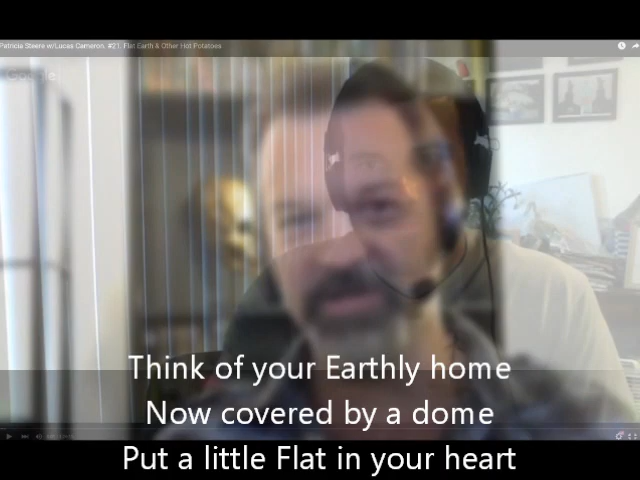 Patricia Steere w/Lucas Cameron. #21. Flat Earth & Other Hot Potatoes
Google
Think of your Earthly home
Now covered by a dome
Put a little Flat in your heart